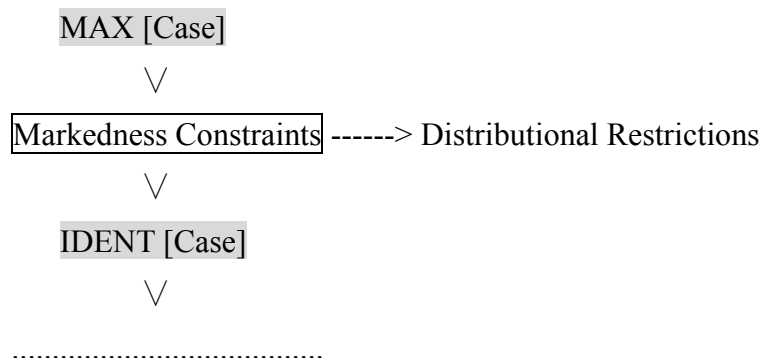 MAX [Case]
\/
Markedness Constraints ------> Distributional Restrictions
\/
IDENT [Case]
\/
.......................................